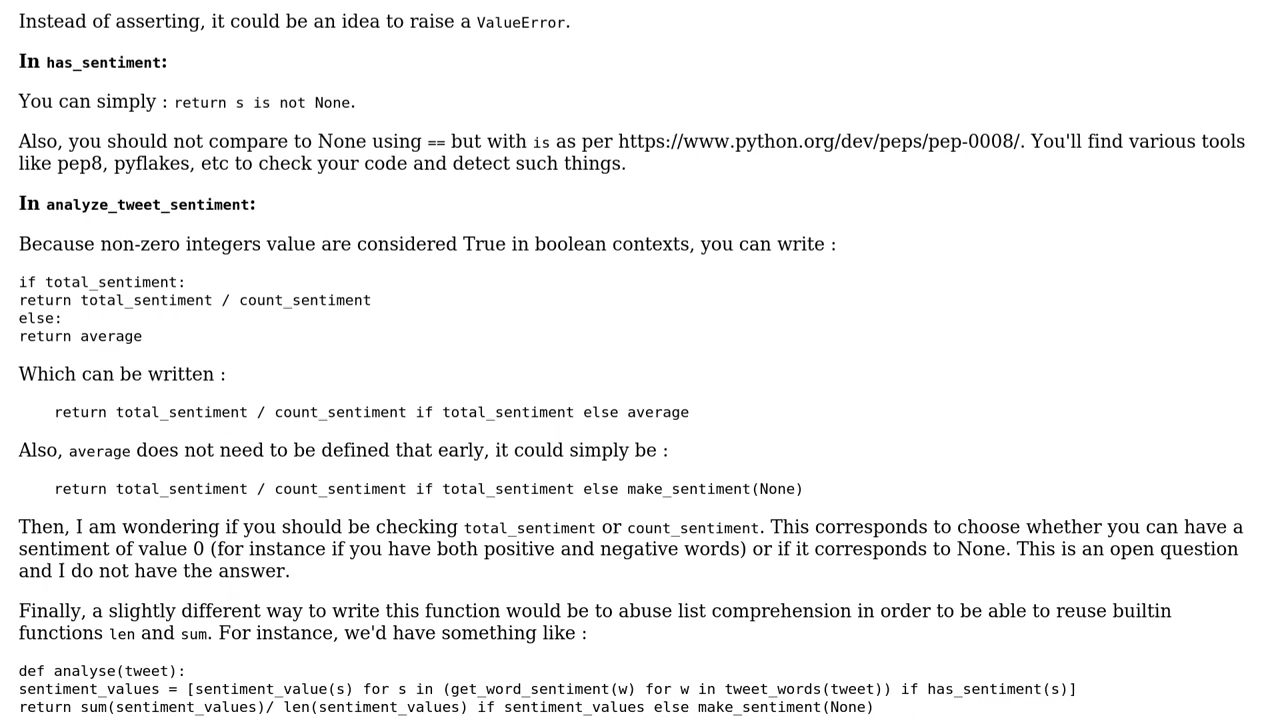 Instead of asserting, it could be an idea to raise a ValueError.
In has_sentiment:
You can simply : return s is not None.
Also, you should not compare to None using == but with is as per https://www.python.org/dev/peps/pep-0008/. You'll find various tools
like pep8, pyflakes, etc to check your code and detect such things.
In analyze_tweet_sentiment:
Because non-zero integers value are considered True in boolean contexts, you can write :
if total_sentiment:
return total_sentiment / count_sentiment
else:
return average
Which can be written :
return total_sentiment / count_sentiment if total_sentiment else average
Also, average does not need to be defined that early, it could simply be :
return total_sentiment / count_sentiment if total_sentiment else make_sentiment(None)
Then, I am wondering if you should be checking total_sentiment or count_sentiment. This corresponds to choose whether you can have a
sentiment of value 0 (for instance if you have both positive and negative words) or if it corresponds to None. This is an open question
and I do not have the answer.
Finally, a slightly different way to write this function would be to abuse list comprehension in order to be able to reuse builtin
functions len and sum. For instance, we'd have something like :
def analyse(tweet):
sentiment_values = [sentiment_value(s) for s in (get_word_sentiment(w) for w in tweet_words(tweet)) if has_sentiment(s)]
return sum(sentiment_values)/ len(sentiment_values) if sentiment_values else make_sentiment(None)